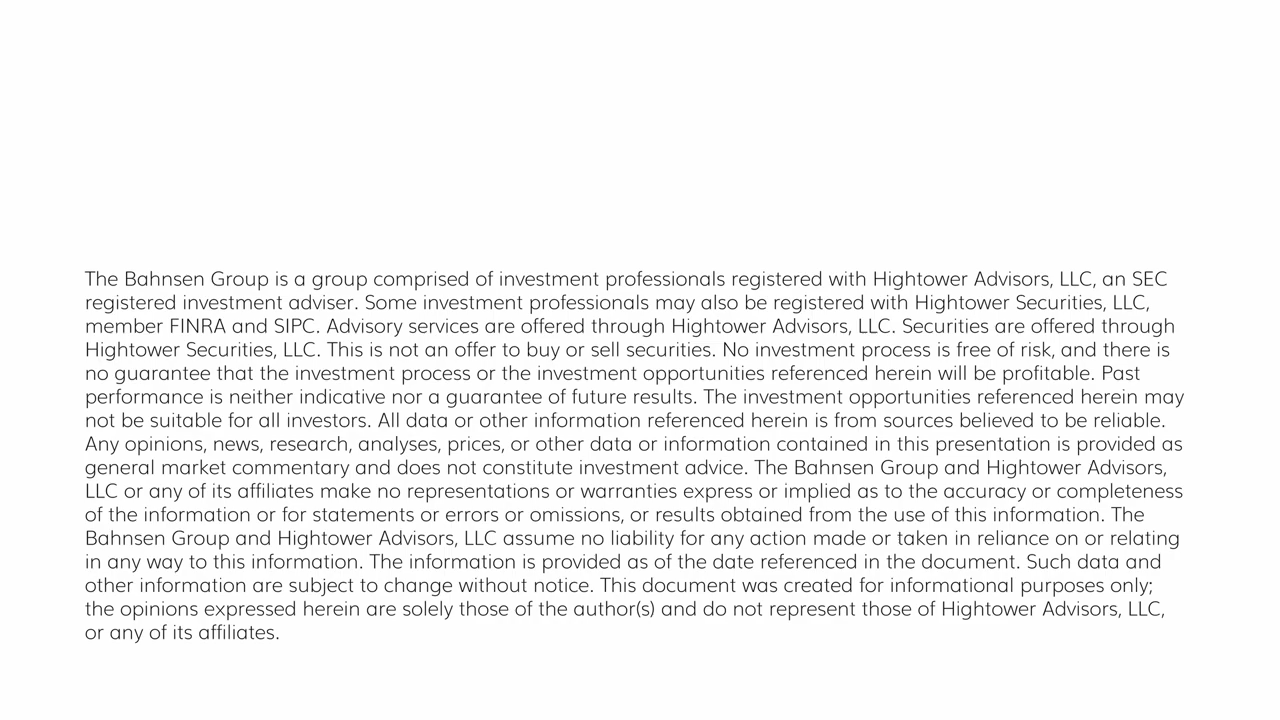 The Bahnsen Group is a group comprised of investment professionals registered with Hightower Advisors, LLC, an SEC
registered investment adviser. Some investment professionals may also be registered with Hightower Securities, LLC,
member FINRA and SIPC. Advisory services are offered through Hightower Advisors, LLC. Securities are offered through
Hightower Securities, LLC. This is not an offer to buy or sell securities. No investment process is free of risk, and there is
no guarantee that the investment process or the investment opportunities referenced herein will be profitable. Past
performance is neither indicative nor a guarantee of future results. The investment opportunities referenced herein may
not be suitable for all investors. All data or other information referenced herein is from sources believed to be reliable.
Any opinions, news, research, analyses, prices, or other data or information contained in this presentation is provided as
general market commentary and does not constitute investment advice. The Bahnsen Group and Hightower Advisors,
LLC or any of its affiliates make no representations or warranties express or implied as to the accuracy or completeness
of the information or for statements or errors or omissions, or results obtained from the use of this information. The
Bahnsen Group and Hightower Advisors, LLC assume no liability for any action made or taken in reliance on or relating
in any way to this information. The information is provided as of the date referenced in the document. Such data and
other information are subject to change without notice. This document was created for informational purposes only;
the opinions expressed herein are solely those of the author(s) and do not represent those of Hightower Advisors, LLC,
or any of its affiliates.